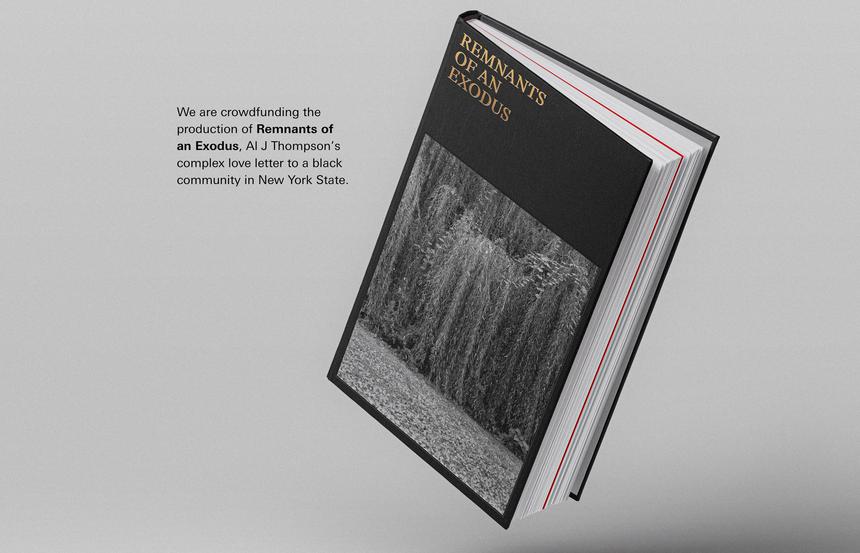 We are crowdfunding the
production of Remnants of
an Exodus, Al J Thompson's
complex love letter to a black
community in New York State.
REMNANTS
OF AN
EXODUS